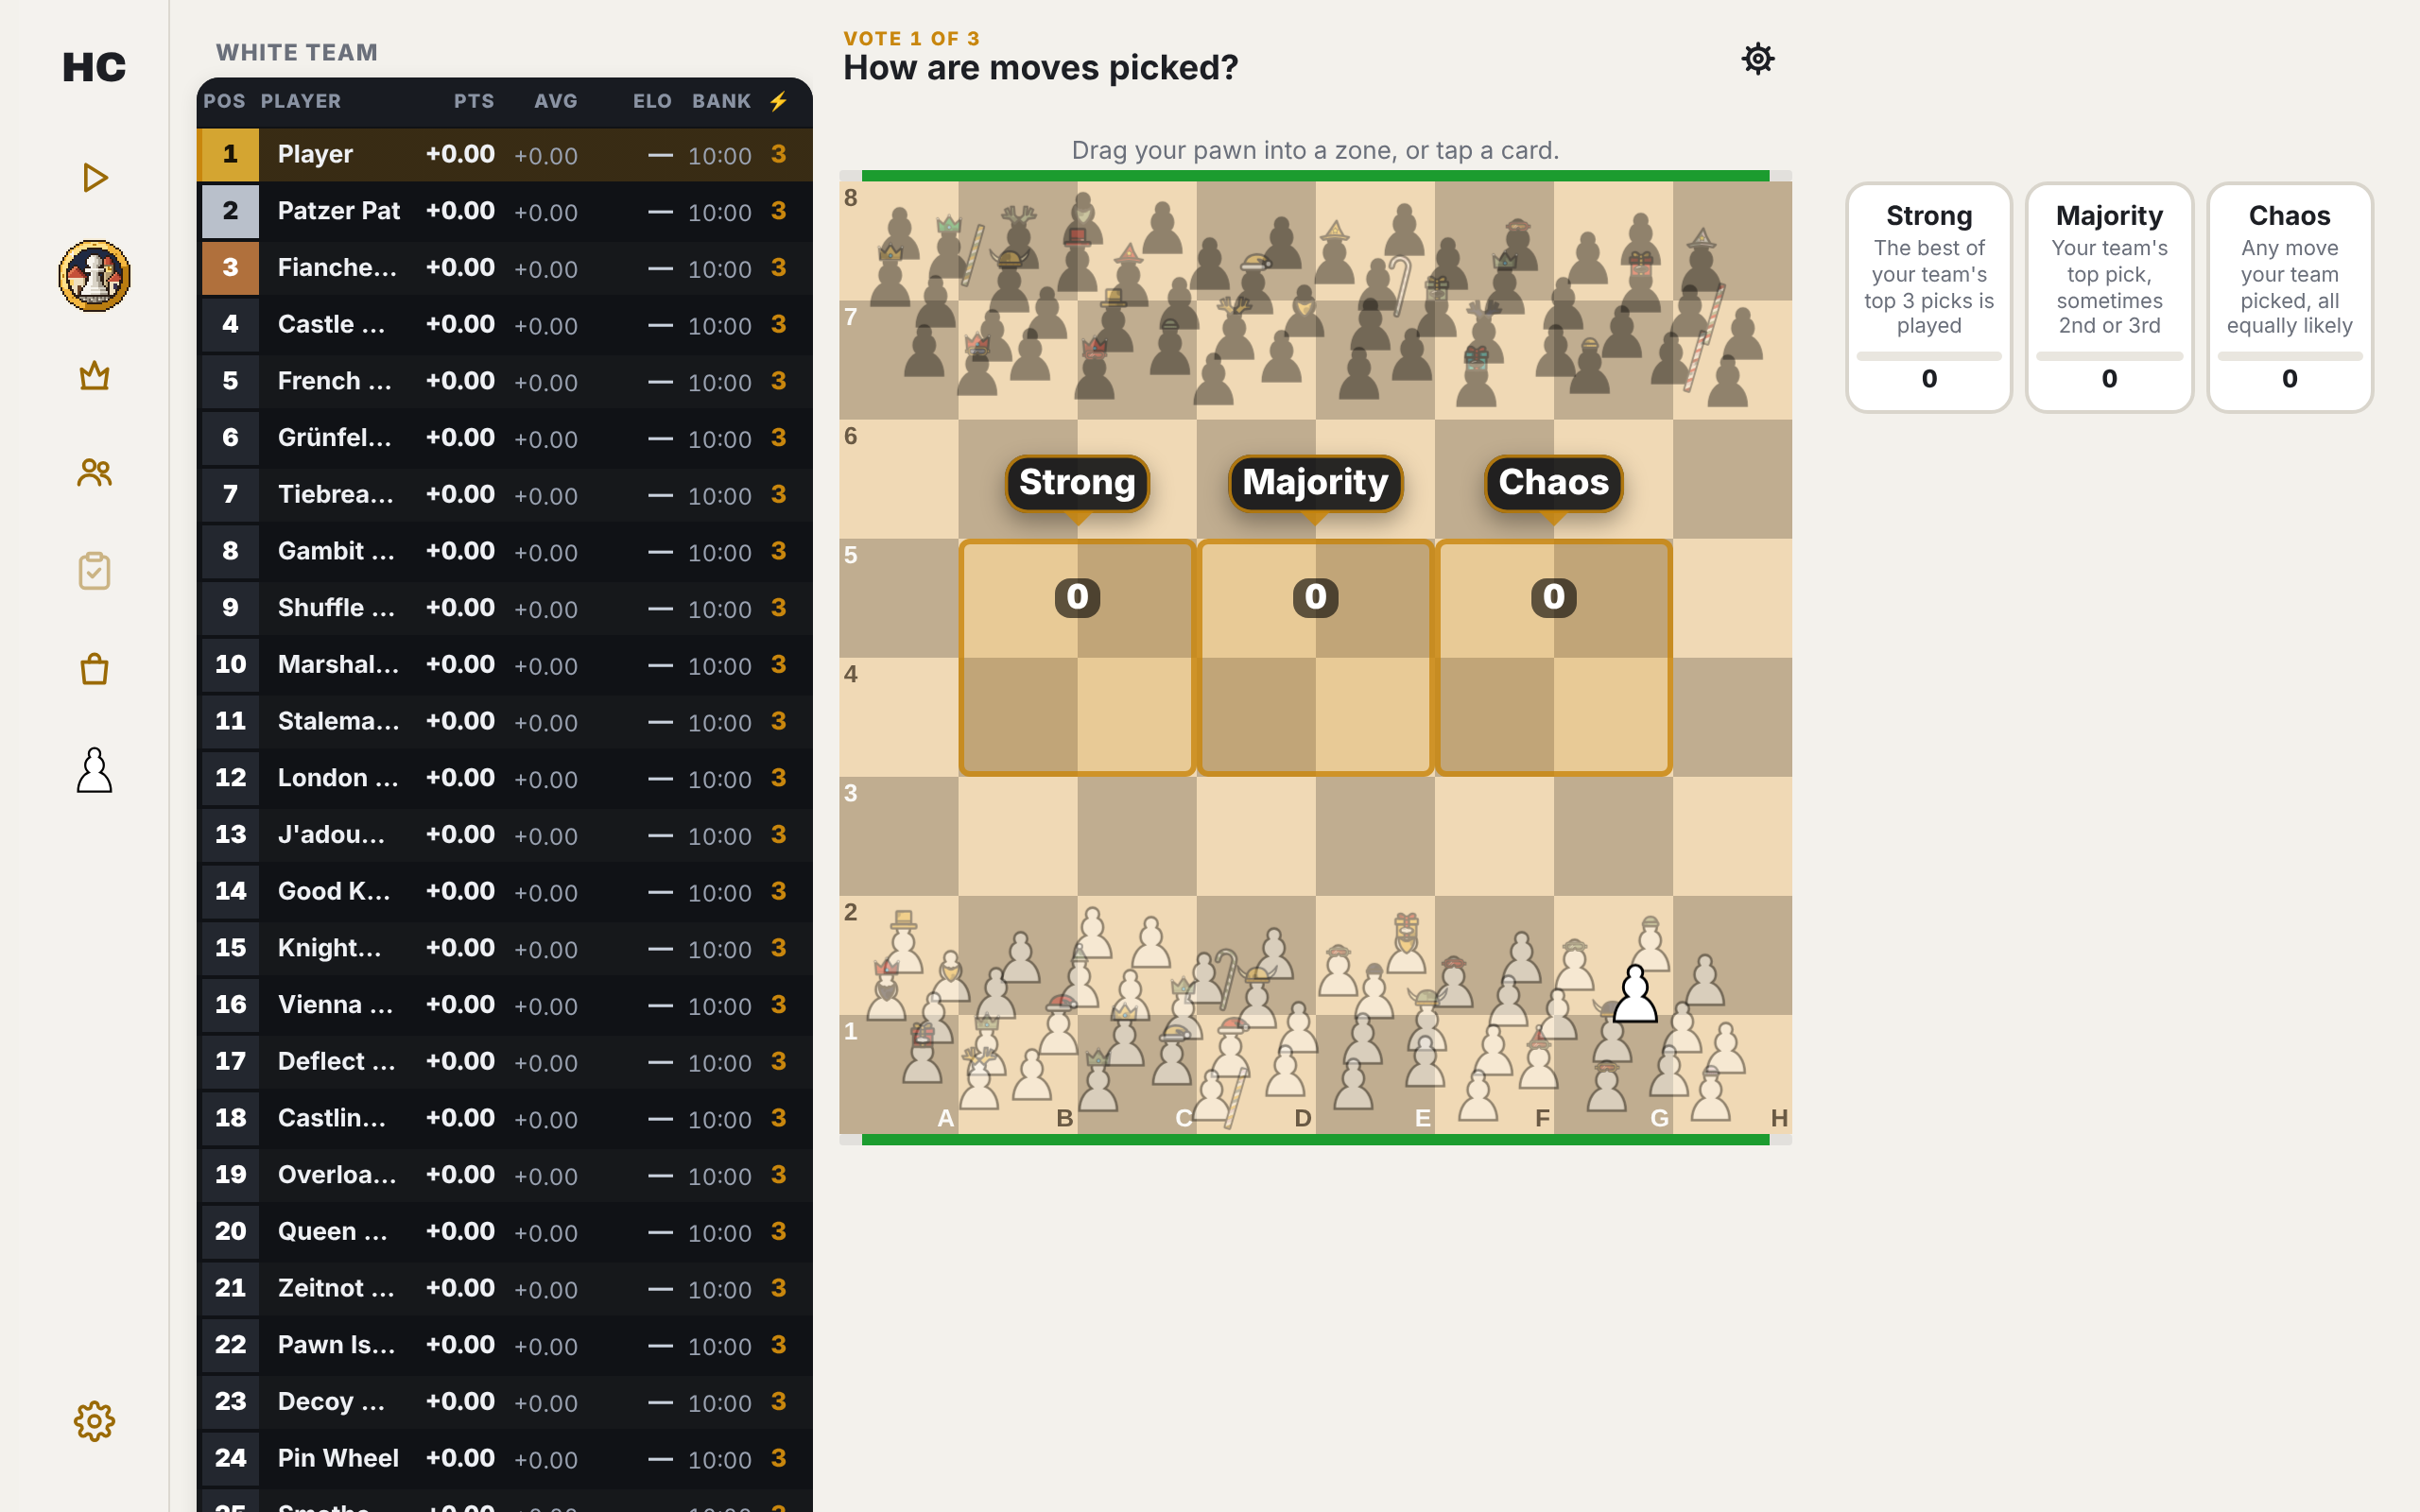 HC
WHITE TEAM
POS PLAYER PTS AVG ELO BANK ⚡
1 Player +0.00 +0.00 — 10:00 3
2 Patzer Pat +0.00 +0.00 — 10:00 3
3 Fianche... +0.00 +0.00 — 10:00 3
4 Castle ... +0.00 +0.00 — 10:00 3
5 French ... +0.00 +0.00 — 10:00 3
6 Grünfel... +0.00 +0.00 — 10:00 3
7 Tiebrea... +0.00 +0.00 — 10:00 3
8 Gambit ... +0.00 +0.00 — 10:00 3
9 Shuffle ... +0.00 +0.00 — 10:00 3
10 Marshal... +0.00 +0.00 — 10:00 3
11 Stalema... +0.00 +0.00 — 10:00 3
12 London ... +0.00 +0.00 — 10:00 3
13 J'adou... +0.00 +0.00 — 10:00 3
14 Good K... +0.00 +0.00 — 10:00 3
15 Knight... +0.00 +0.00 — 10:00 3
16 Vienna ... +0.00 +0.00 — 10:00 3
17 Deflect ... +0.00 +0.00 — 10:00 3
18 Castlin... +0.00 +0.00 — 10:00 3
19 Overloa... +0.00 +0.00 — 10:00 3
20 Queen ... +0.00 +0.00 — 10:00 3
21 Zeitnot ... +0.00 +0.00 — 10:00 3
22 Pawn Is... +0.00 +0.00 — 10:00 3
23 Decoy ... +0.00 +0.00 — 10:00 3
24 Pin Wheel +0.00 +0.00 — 10:00 3
VOTE 1 OF 3
How are moves picked?
Drag your pawn into a zone, or tap a card.
8
7
6
Strong Majority Chaos
5
0 0 0
4
3
2
1
A B C D E F G H
Strong
The best of
your team's
top 3 picks is
played
0
Majority
Your team's
top pick,
sometimes
2nd or 3rd
0
Chaos
Any move
your team
picked, all
equally likely
0